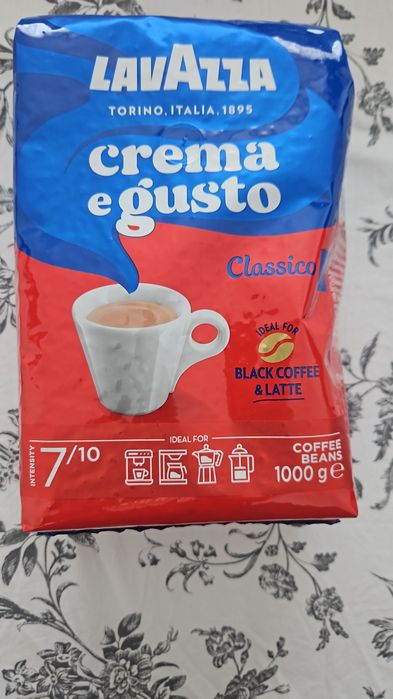 LAVAZZA
TORINO, ITALIA, 1895
crema
e gusto
Classico
IDEAL FOR
BLACK COFFEE
& LATTE
INTENSITY
7/10
IDEAL FOR
COFFEE
BEANS
1000 g ℮